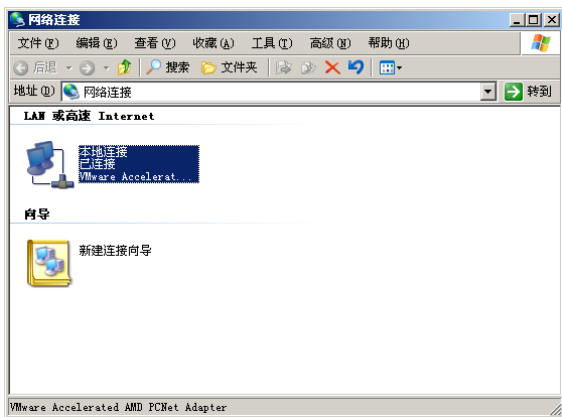 网络连接
文件(F) 编辑(E) 查看(V) 收藏(A) 工具(T) 高级(N) 帮助(H)
后退 搜索 文件夹
地址(D) 网络连接 转到
LAN 或高速 Internet
本地连接
已连接
VMware Accelerat...
向导
新建连接向导
VMware Accelerated AMD PCNet Adapter